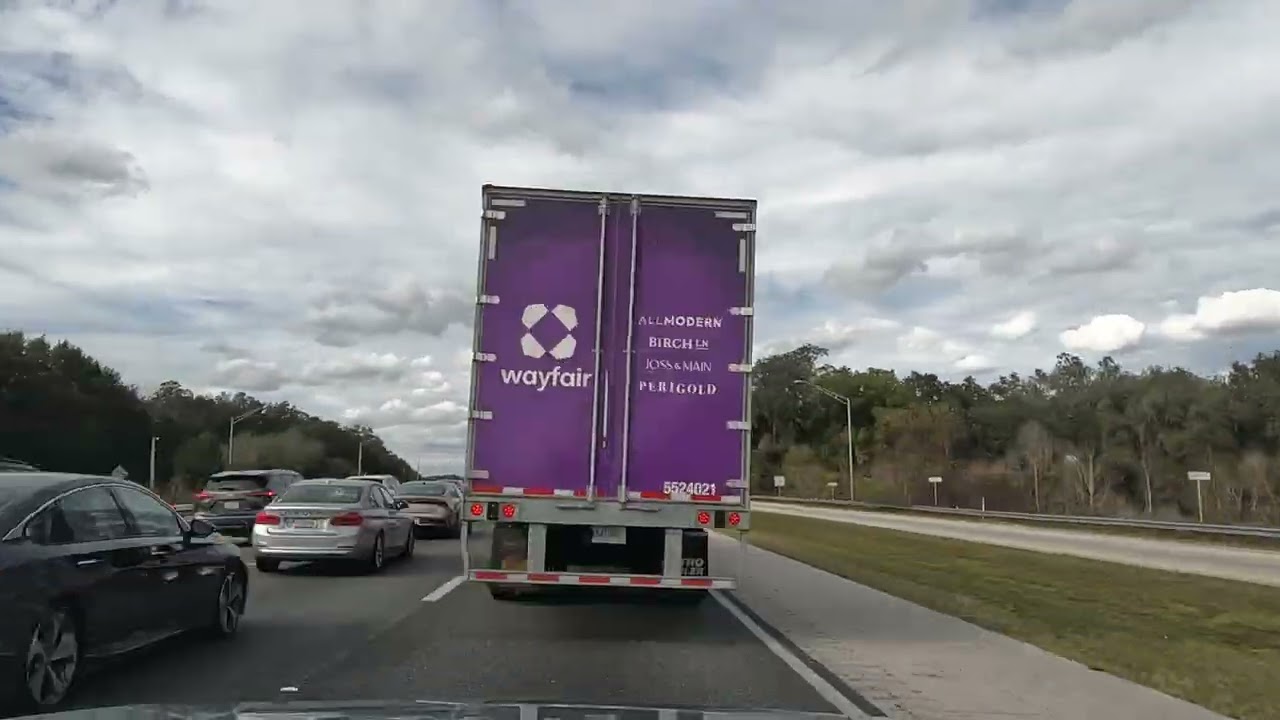 wayfair
ALLMODERN
BIRCH LN
JOSS & MAIN
PERIGOLD
5524021